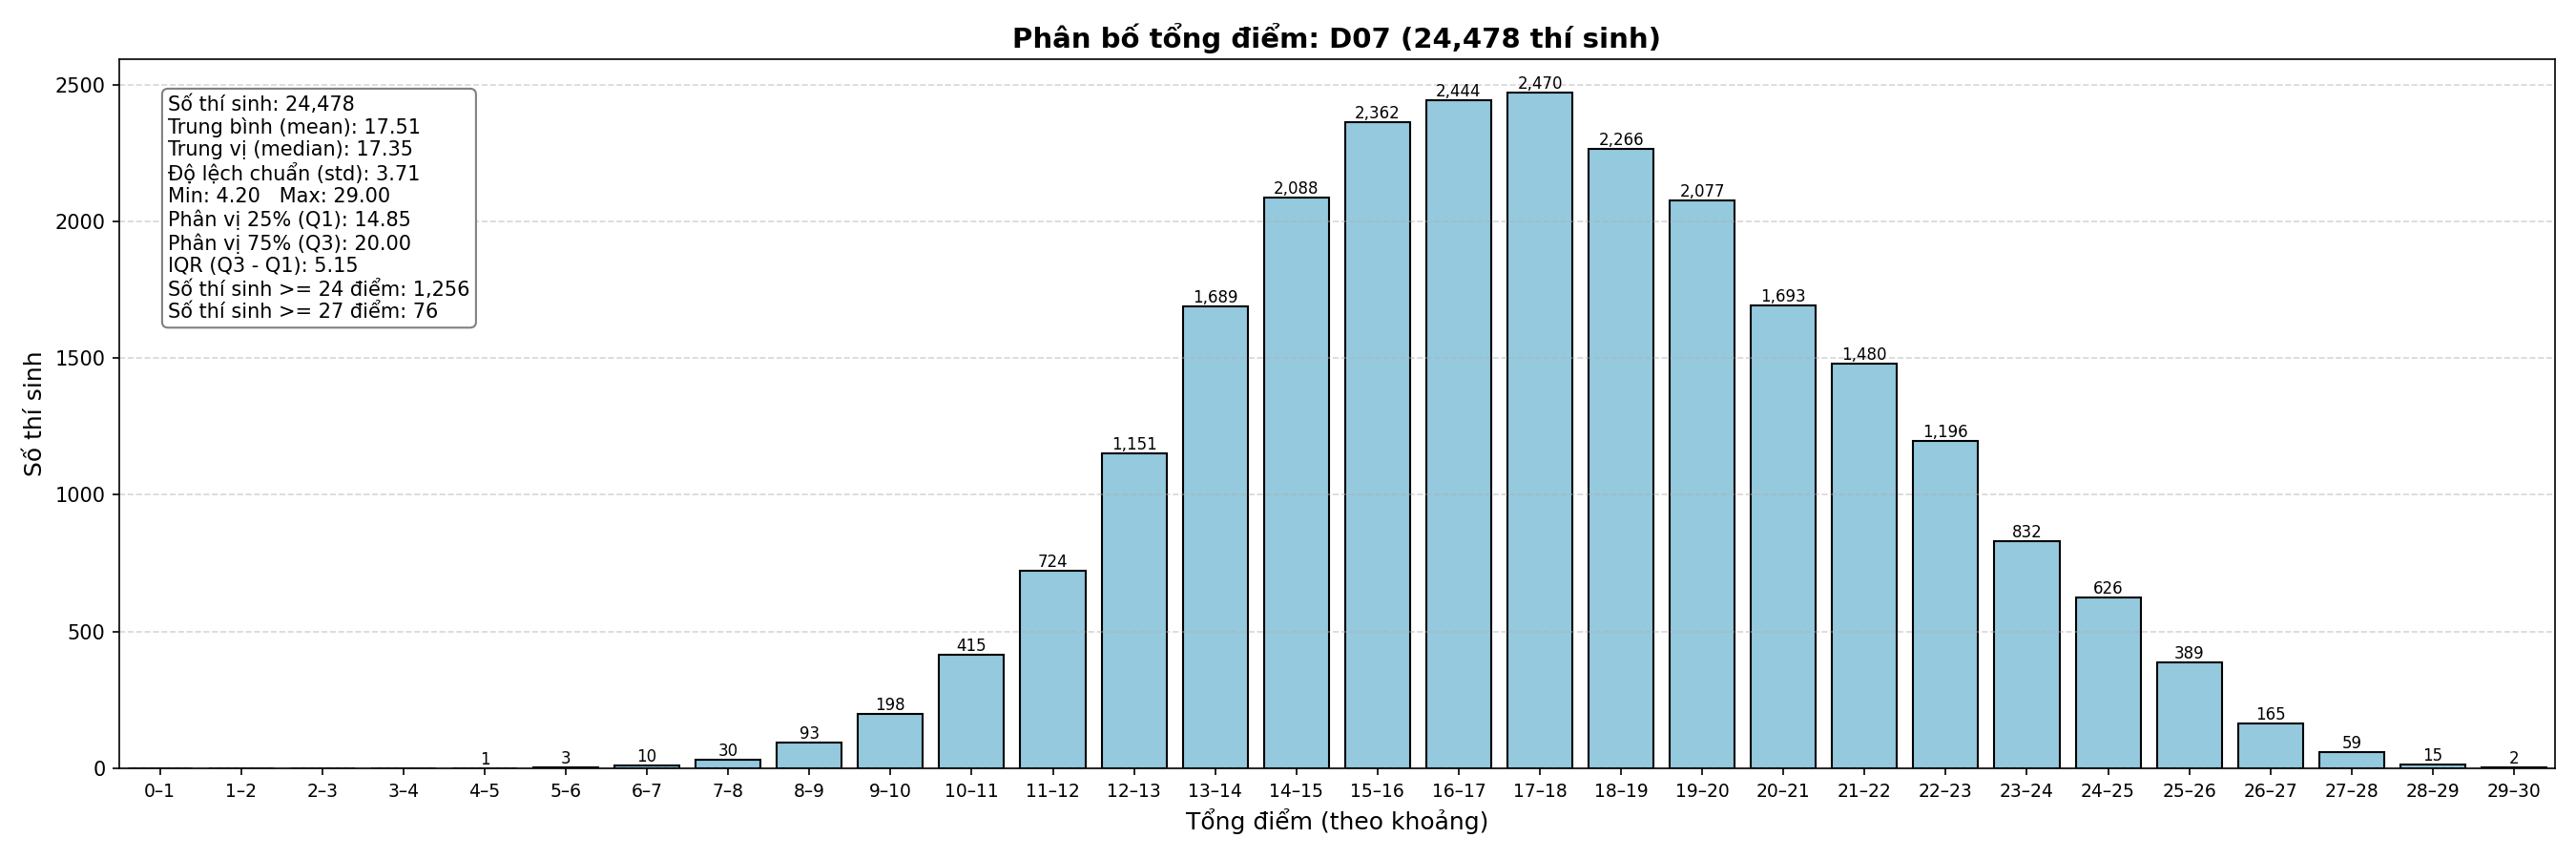 Phân bố tổng điểm: D07 (24,478 thí sinh)
Số thí sinh: 24,478
Trung bình (mean): 17.51
Trung vị (median): 17.35
Độ lệch chuẩn (std): 3.71
Min: 4.20   Max: 29.00
Phân vị 25% (Q1): 14.85
Phân vị 75% (Q3): 20.00
IQR (Q3 - Q1): 5.15
Số thí sinh >= 24 điểm: 1,256
Số thí sinh >= 27 điểm: 76
Số thí sinh
2500
2000
1500
1000
500
0
1
3
10
30
93
198
415
724
1,151
1,689
2,088
2,362
2,444
2,470
2,266
2,077
1,693
1,480
1,196
832
626
389
165
59
15
2
0–1 1–2 2–3 3–4 4–5 5–6 6–7 7–8 8–9 9–10 10–11 11–12 12–13 13–14 14–15 15–16 16–17 17–18 18–19 19–20 20–21 21–22 22–23 23–24 24–25 25–26 26–27 27–28 28–29 29–30
Tổng điểm (theo khoảng)